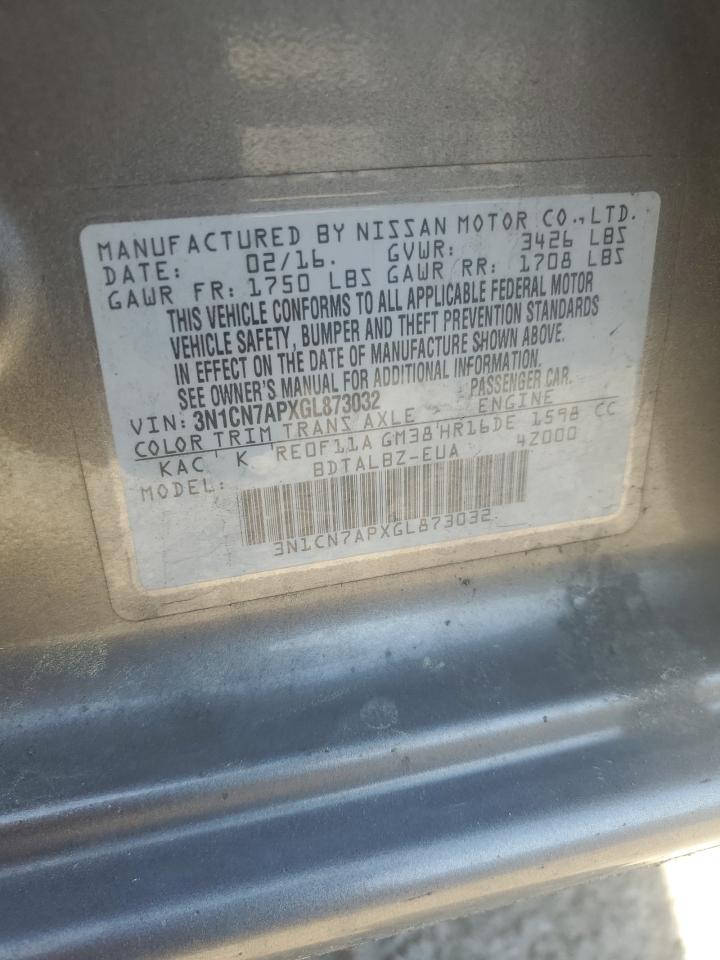 MANUFACTURED BY NISSAN MOTOR CO., LTD.
DATE: 02/16. GVWR: 3426 LBS
GAWR FR: 1750 LBS GAWR RR: 1708 LBS
THIS VEHICLE CONFORMS TO ALL APPLICABLE FEDERAL MOTOR
VEHICLE SAFETY, BUMPER AND THEFT PREVENTION STANDARDS
IN EFFECT ON THE DATE OF MANUFACTURE SHOWN ABOVE.
SEE OWNER'S MANUAL FOR ADDITIONAL INFORMATION.
VIN: 3N1CN7APXGL873032 PASSENGER CAR.
COLOR TRIM TRANS AXLE ENGINE
KAC K RE0F11A GM38 HR16DE 1598 CC
MODEL: BDTALBZ-EUA 4Z000
3N1CN7APXGL873032